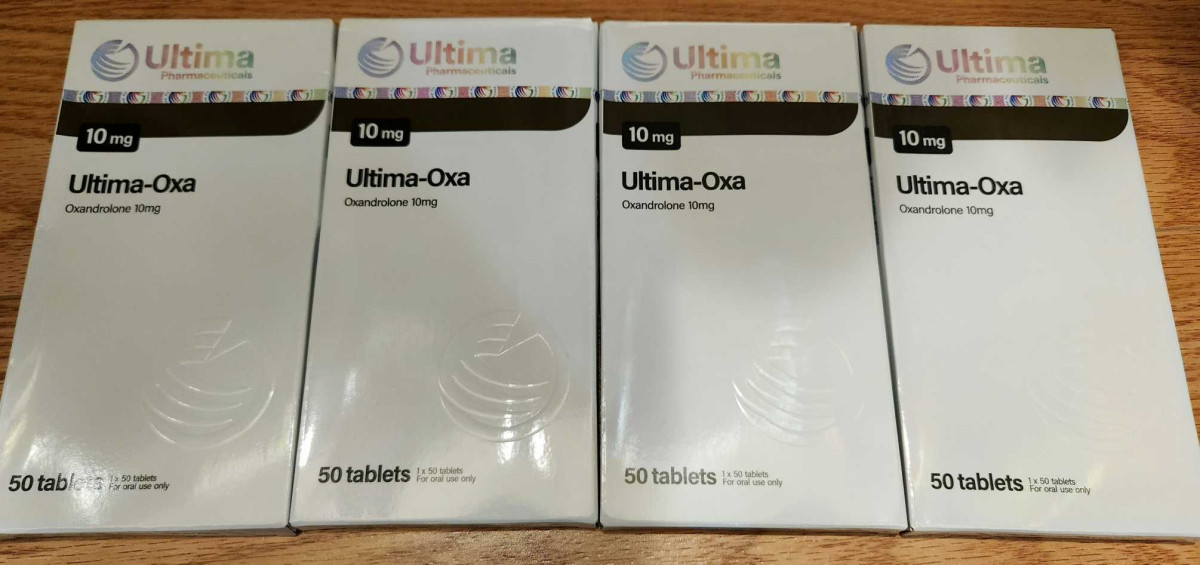 Ultima
Pharmaceuticals
10 mg
Ultima-Oxa
Oxandrolone 10mg
50 tablets
1 x 50 tablets
For oral use only
Ultima
Pharmaceuticals
10 mg
Ultima-Oxa
Oxandrolone 10mg
50 tablets
1 x 50 tablets
For oral use only
Ultima
Pharmaceuticals
10 mg
Ultima-Oxa
Oxandrolone 10mg
50 tablets
1 x 50 tablets
For oral use only
Ultima
Pharmaceuticals
10 mg
Ultima-Oxa
Oxandrolone 10mg
50 tablets
1 x 50 tablets
For oral use only